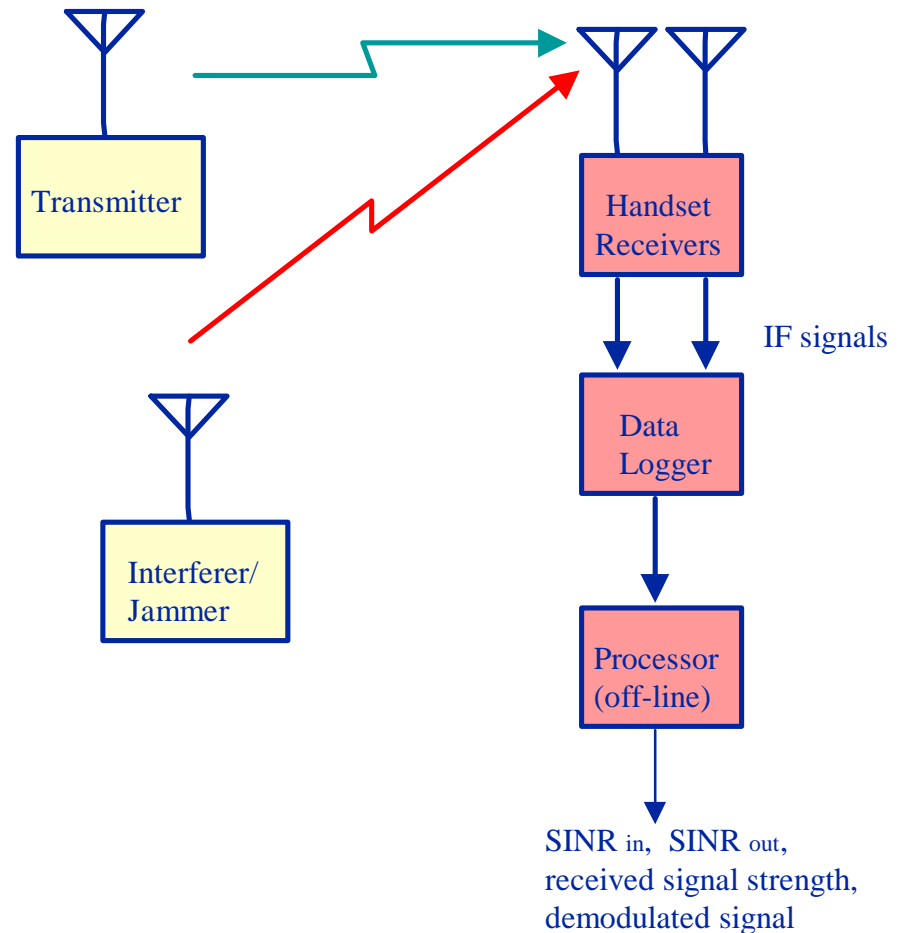 Transmitter
Handset
Receivers
IF signals
Data
Logger
Interferer/
Jammer
Processor
(off-line)
SINR in, SINR out,
received signal strength,
demodulated signal